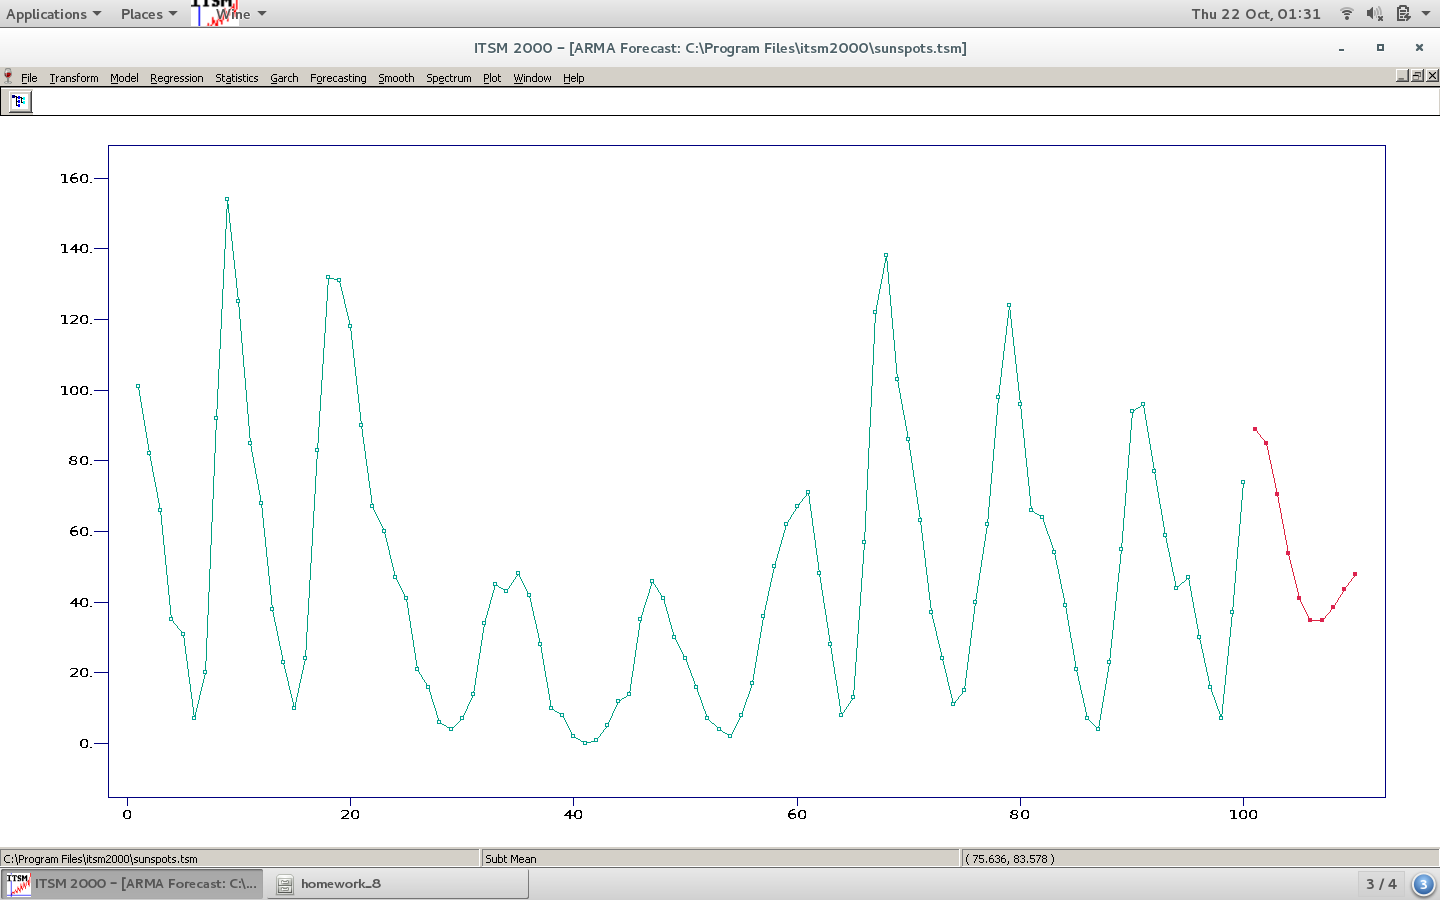 Applications Places Wine Thu 22 Oct, 01:31
ITSM 2000 - [ARMA Forecast: C:\Program Files\itsm2000\sunspots.tsm]
File Transform Model Regression Statistics Garch Forecasting Smooth Spectrum Plot Window Help
160.
140.
120.
100.
80.
60.
40.
20.
0.
0 20 40 60 80 100
C:\Program Files\itsm2000\sunspots.tsm Subt Mean ( 75.636, 83.578 )
ITSM ITSM 2000 - [ARMA Forecast: C:\... homework_8 3 / 4 3